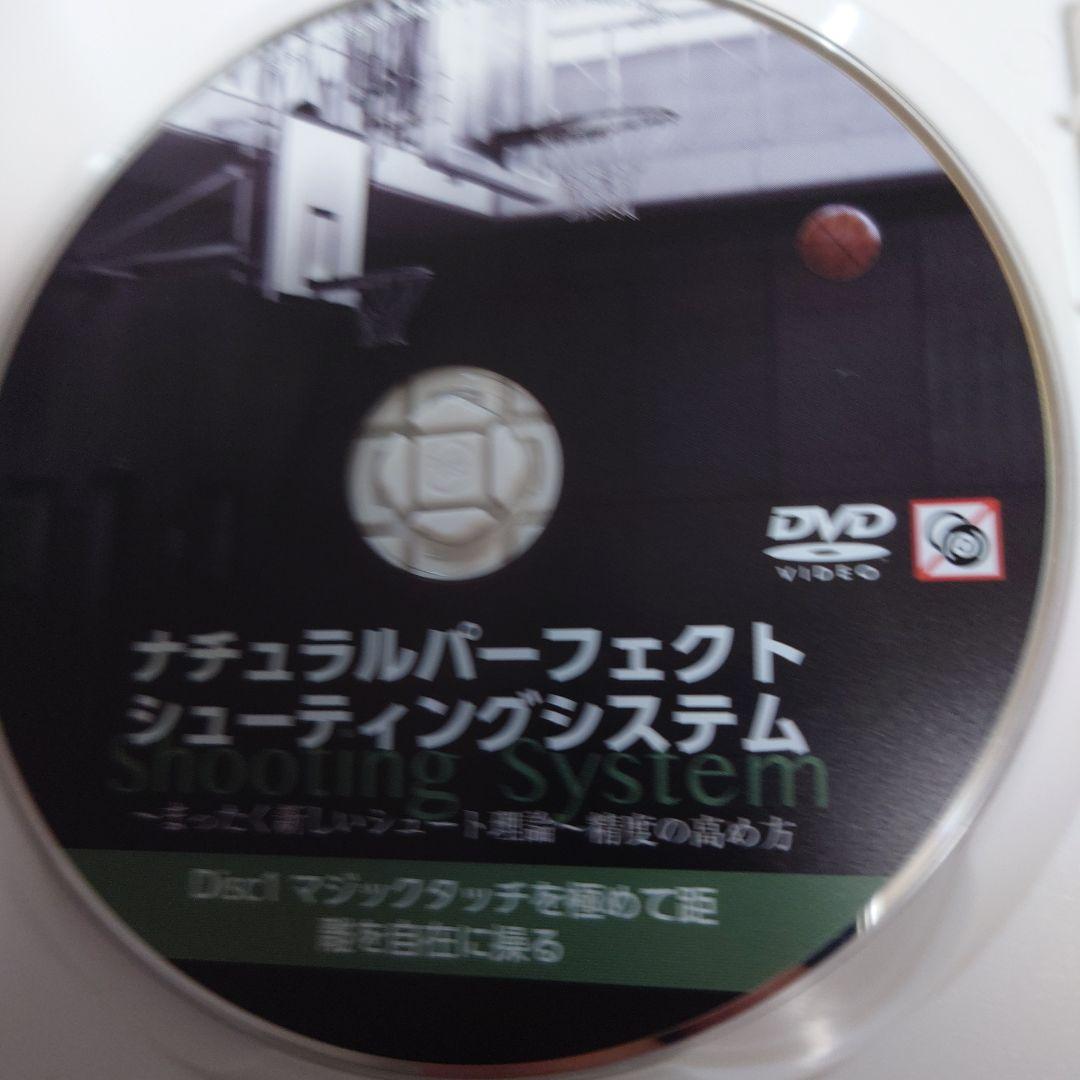 DVD
VIDEO
ナチュラルパーフェクト
シューティングシステム
Shooting System
~まったく新しいシュート理論~精度の高め方
Disc1 マジックタッチを極めて距
離を自在に操る